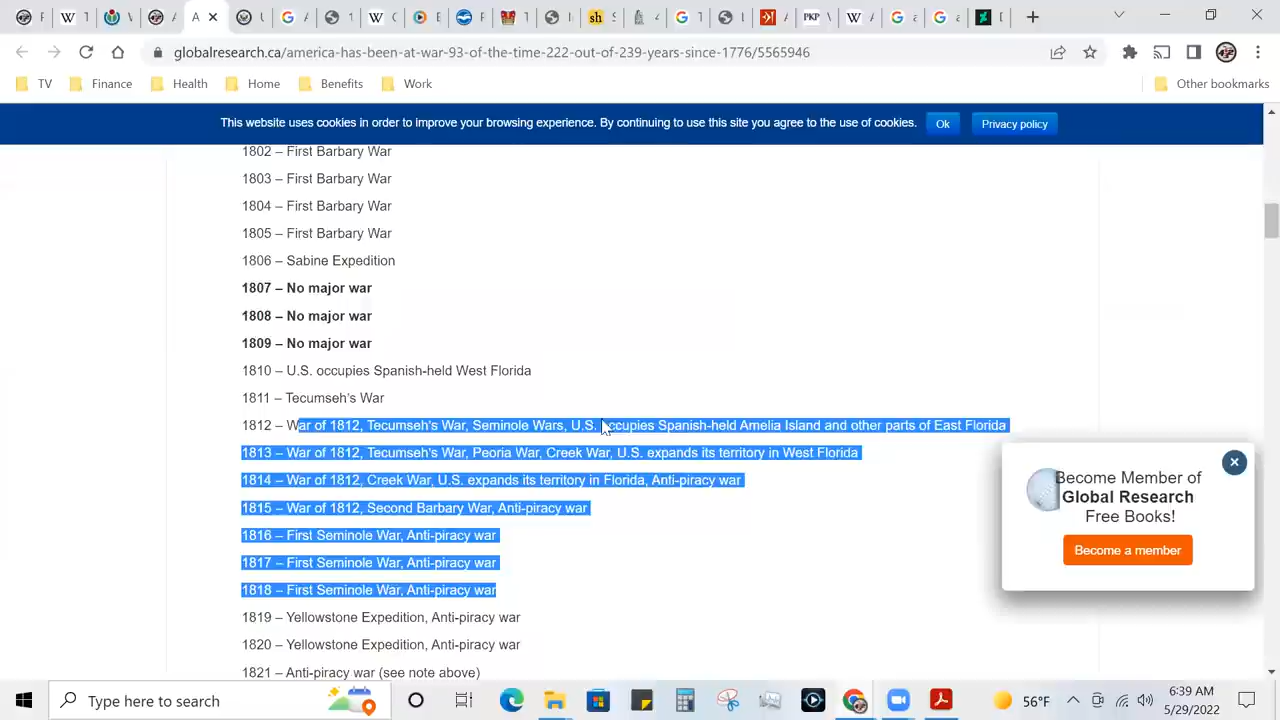 globalresearch.ca/america-has-been-at-war-93-of-the-time-222-out-of-239-years-since-1776/5565946
TV Finance Health Home Benefits Work Other bookmarks
This website uses cookies in order to improve your browsing experience. By continuing to use this site you agree to the use of cookies. Ok Privacy policy
1802 – First Barbary War
1803 – First Barbary War
1804 – First Barbary War
1805 – First Barbary War
1806 – Sabine Expedition
1807 – No major war
1808 – No major war
1809 – No major war
1810 – U.S. occupies Spanish-held West Florida
1811 – Tecumseh's War
1812 – War of 1812, Tecumseh's War, Seminole Wars, U.S. occupies Spanish-held Amelia Island and other parts of East Florida
1813 – War of 1812, Tecumseh's War, Peoria War, Creek War, U.S. expands its territory in West Florida
1814 – War of 1812, Creek War, U.S. expands its territory in Florida, Anti-piracy war
1815 – War of 1812, Second Barbary War, Anti-piracy war
1816 – First Seminole War, Anti-piracy war
1817 – First Seminole War, Anti-piracy war
1818 – First Seminole War, Anti-piracy war
1819 – Yellowstone Expedition, Anti-piracy war
1820 – Yellowstone Expedition, Anti-piracy war
1821 – Anti-piracy war (see note above)
Become Member of
Global Research
Free Books!
Become a member
Type here to search
56°F
6:39 AM
5/29/2022